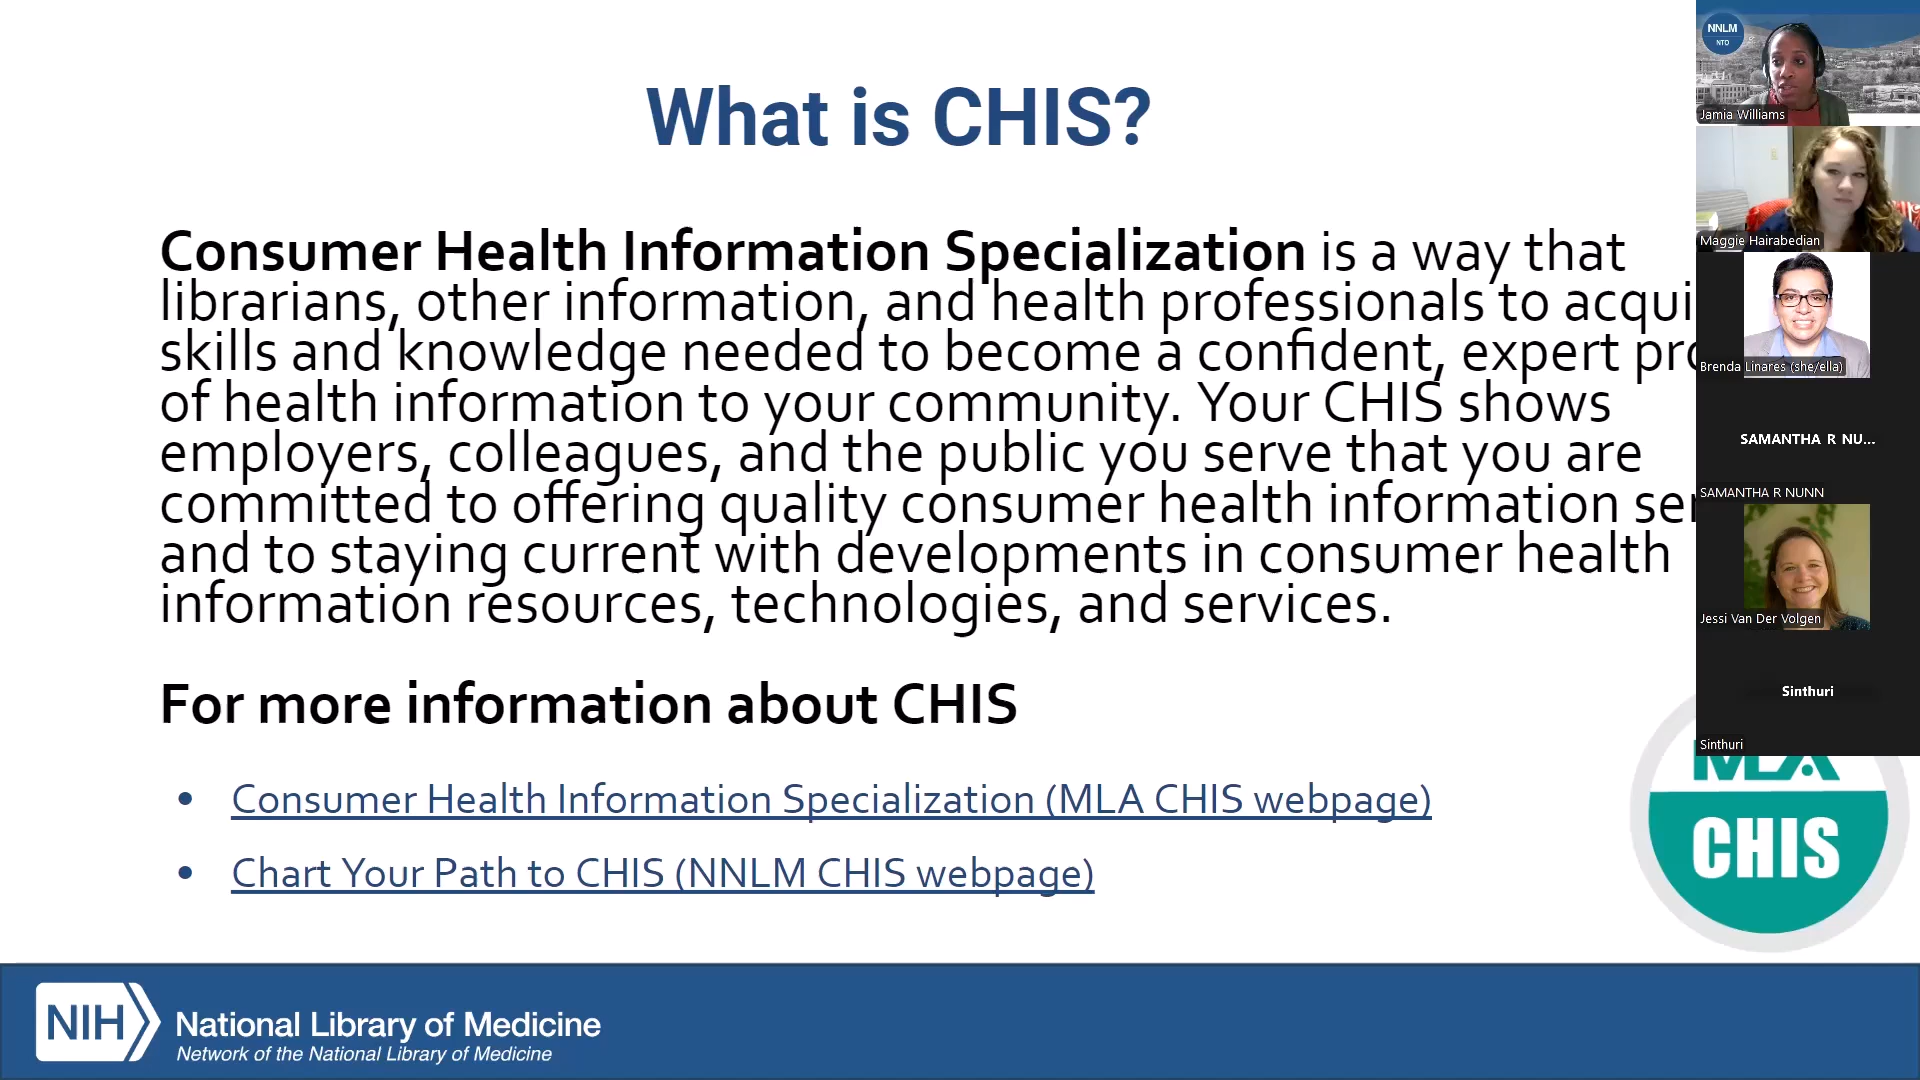 What is CHIS?
Consumer Health Information Specialization is a way that
librarians, other information, and health professionals to acqui
skills and knowledge needed to become a confident, expert pro
of health information to your community. Your CHIS shows
employers, colleagues, and the public you serve that you are
committed to offering quality consumer health information ser
and to staying current with developments in consumer health
information resources, technologies, and services.
For more information about CHIS
• Consumer Health Information Specialization (MLA CHIS webpage)
• Chart Your Path to CHIS (NNLM CHIS webpage)
NIH National Library of Medicine
Network of the National Library of Medicine
NNLM
NTO
Jamia Williams
Maggie Hairabedian
Brenda Linares (she/ella)
SAMANTHA R NU...
SAMANTHA R NUNN
Jessi Van Der Volgen
Sinthuri
Sinthuri
MLA
CHIS